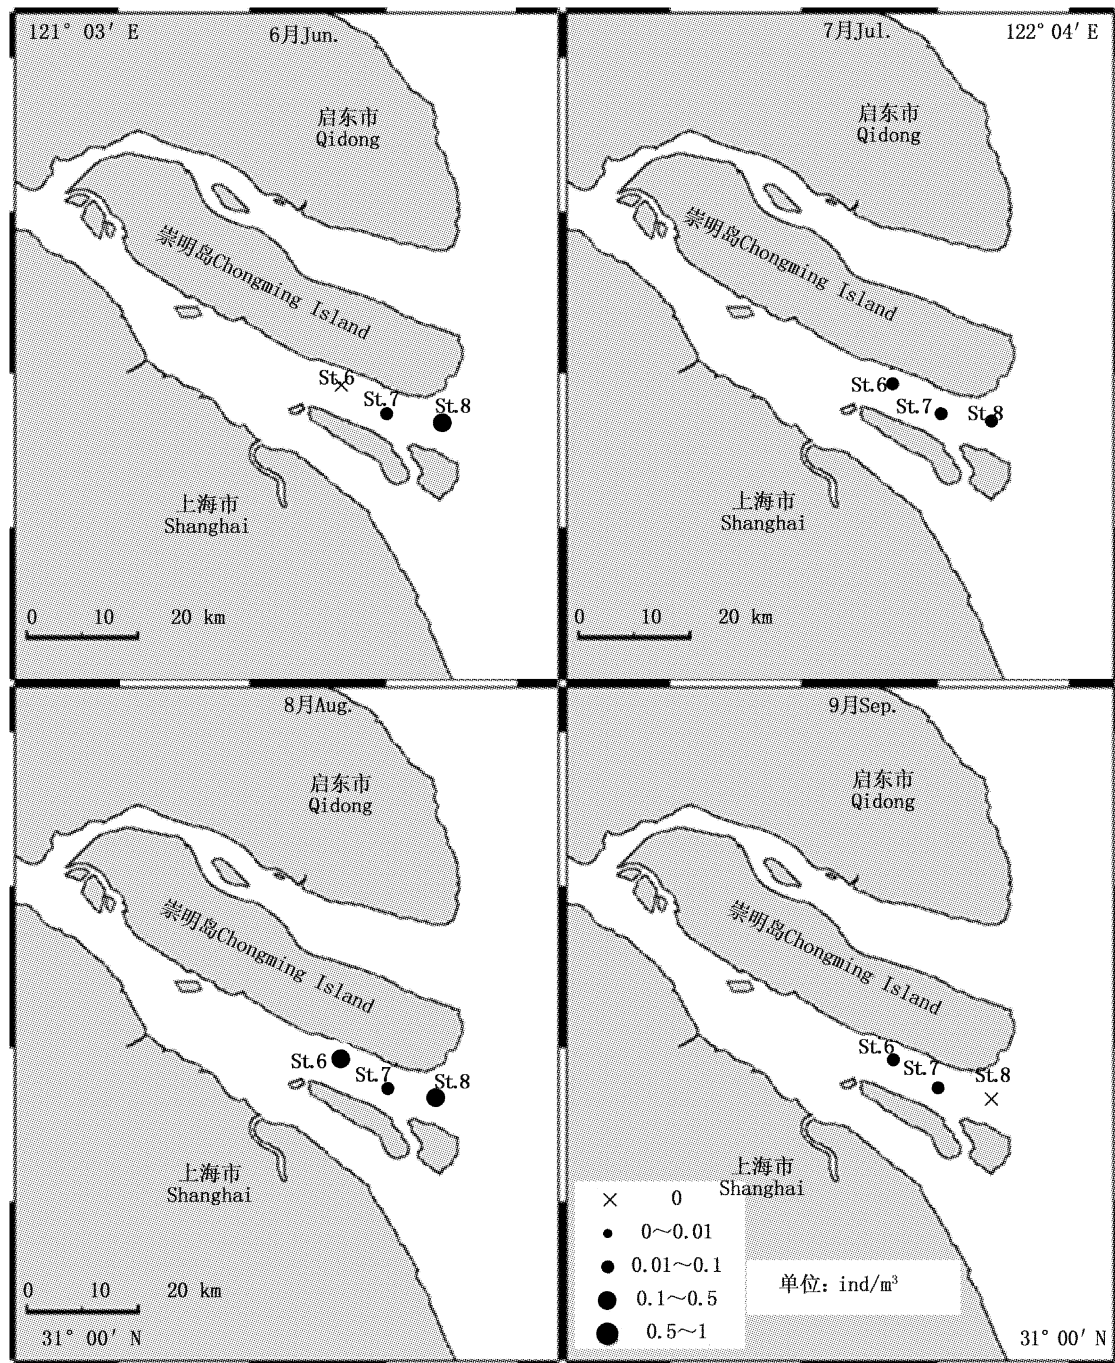 121° 03′ E
6月Jun.
启东市
Qidong
崇明岛Chongming Island
St.6
St.7
St.8
上海市
Shanghai
0 10 20 km
7月Jul.
122° 04′ E
启东市
Qidong
崇明岛Chongming Island
St.6
St.7
St.8
上海市
Shanghai
0 10 20 km
8月Aug.
启东市
Qidong
崇明岛Chongming Island
St.6
St.7
St.8
上海市
Shanghai
0 10 20 km
31° 00′ N
9月Sep.
启东市
Qidong
崇明岛Chongming Island
St.6
St.7
St.8
上海市
Shanghai
0
0～0.01
0.01～0.1
0.1～0.5
0.5～1
单位: ind/m³
31° 00′ N